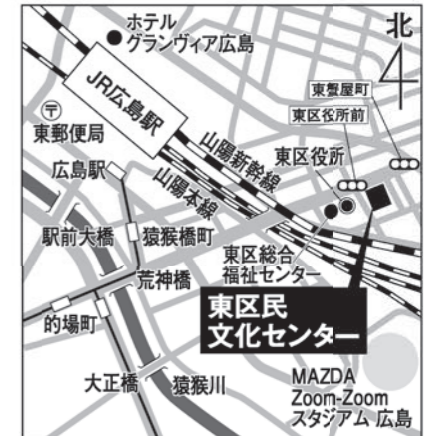 ホテル
グランヴィア広島
北
JR広島駅
東蟹屋町
東区役所前
〒
東郵便局
山陽新幹線
東区役所
広島駅
山陽本線
駅前大橋
猿猴橋町
東区総合
福祉センター
荒神橋
東区民
文化センター
的場町
大正橋
猿猴川
MAZDA
Zoom-Zoom
スタジアム 広島